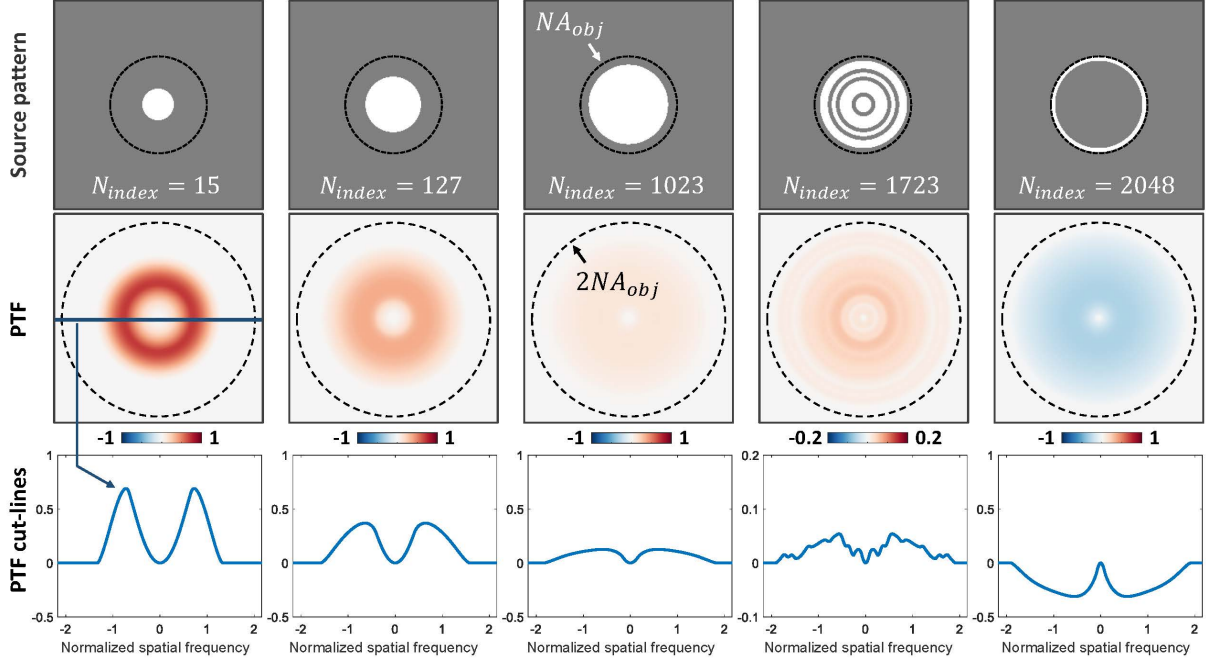 Source pattern
NA_obj
N_index = 15
N_index = 127
N_index = 1023
N_index = 1723
N_index = 2048
PTF
2NA_obj
-1 1
-1 1
-1 1
-0.2 0.2
-1 1
PTF cut-lines
1
0.5
0
-0.5
-2 -1 0 1 2
Normalized spatial frequency
1
0.5
0
-0.5
-2 -1 0 1 2
Normalized spatial frequency
1
0.5
0
-0.5
-2 -1 0 1 2
Normalized spatial frequency
0.2
0.1
0
-0.1
-2 -1 0 1 2
Normalized spatial frequency
1
0.5
0
-0.5
-2 -1 0 1 2
Normalized spatial frequency